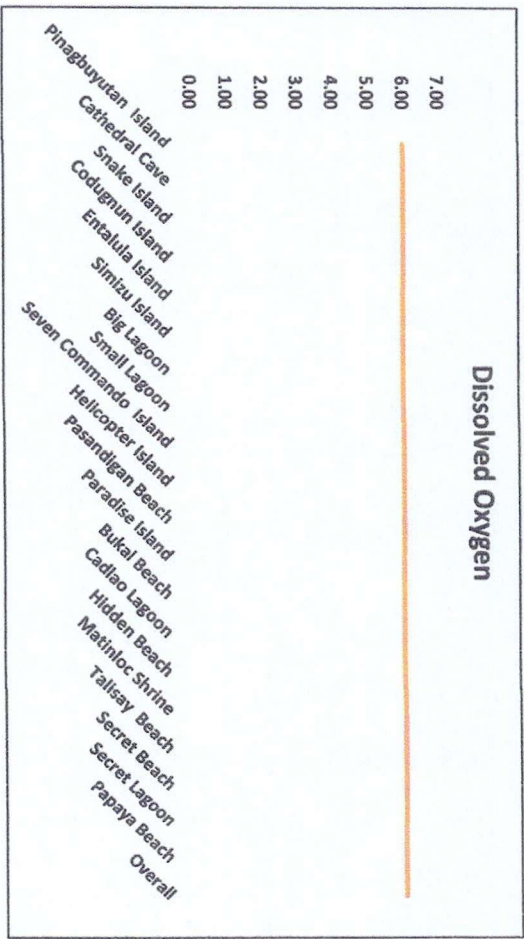 Dissolved Oxygen
7.00
6.00
5.00
4.00
3.00
2.00
1.00
0.00
Pinagbuyutan Island
Cathedral Cave
Snake Island
Codugnun Island
Entalula Island
Simizu Island
Big Lagoon
Small Lagoon
Seven Commando Island
Helicopter Island
Pasandigan Beach
Paradise Island
Bukal Beach
Cadlao Lagoon
Hidden Beach
Matinloc Shrine
Talisay Beach
Secret Beach
Secret Lagoon
Papaya Beach
Overall